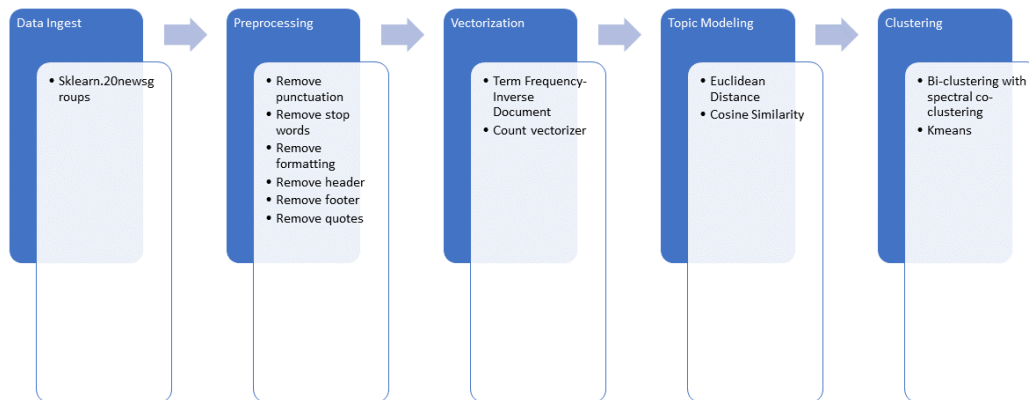 Data Ingest
• Sklearn.20newsg
roups
Preprocessing
• Remove
punctuation
• Remove stop
words
• Remove
formatting
• Remove header
• Remove footer
• Remove quotes
Vectorization
• Term Frequency-
Inverse
Document
• Count vectorizer
Topic Modeling
• Euclidean
Distance
• Cosine Similarity
Clustering
• Bi-clustering with
spectral co-
clustering
• Kmeans